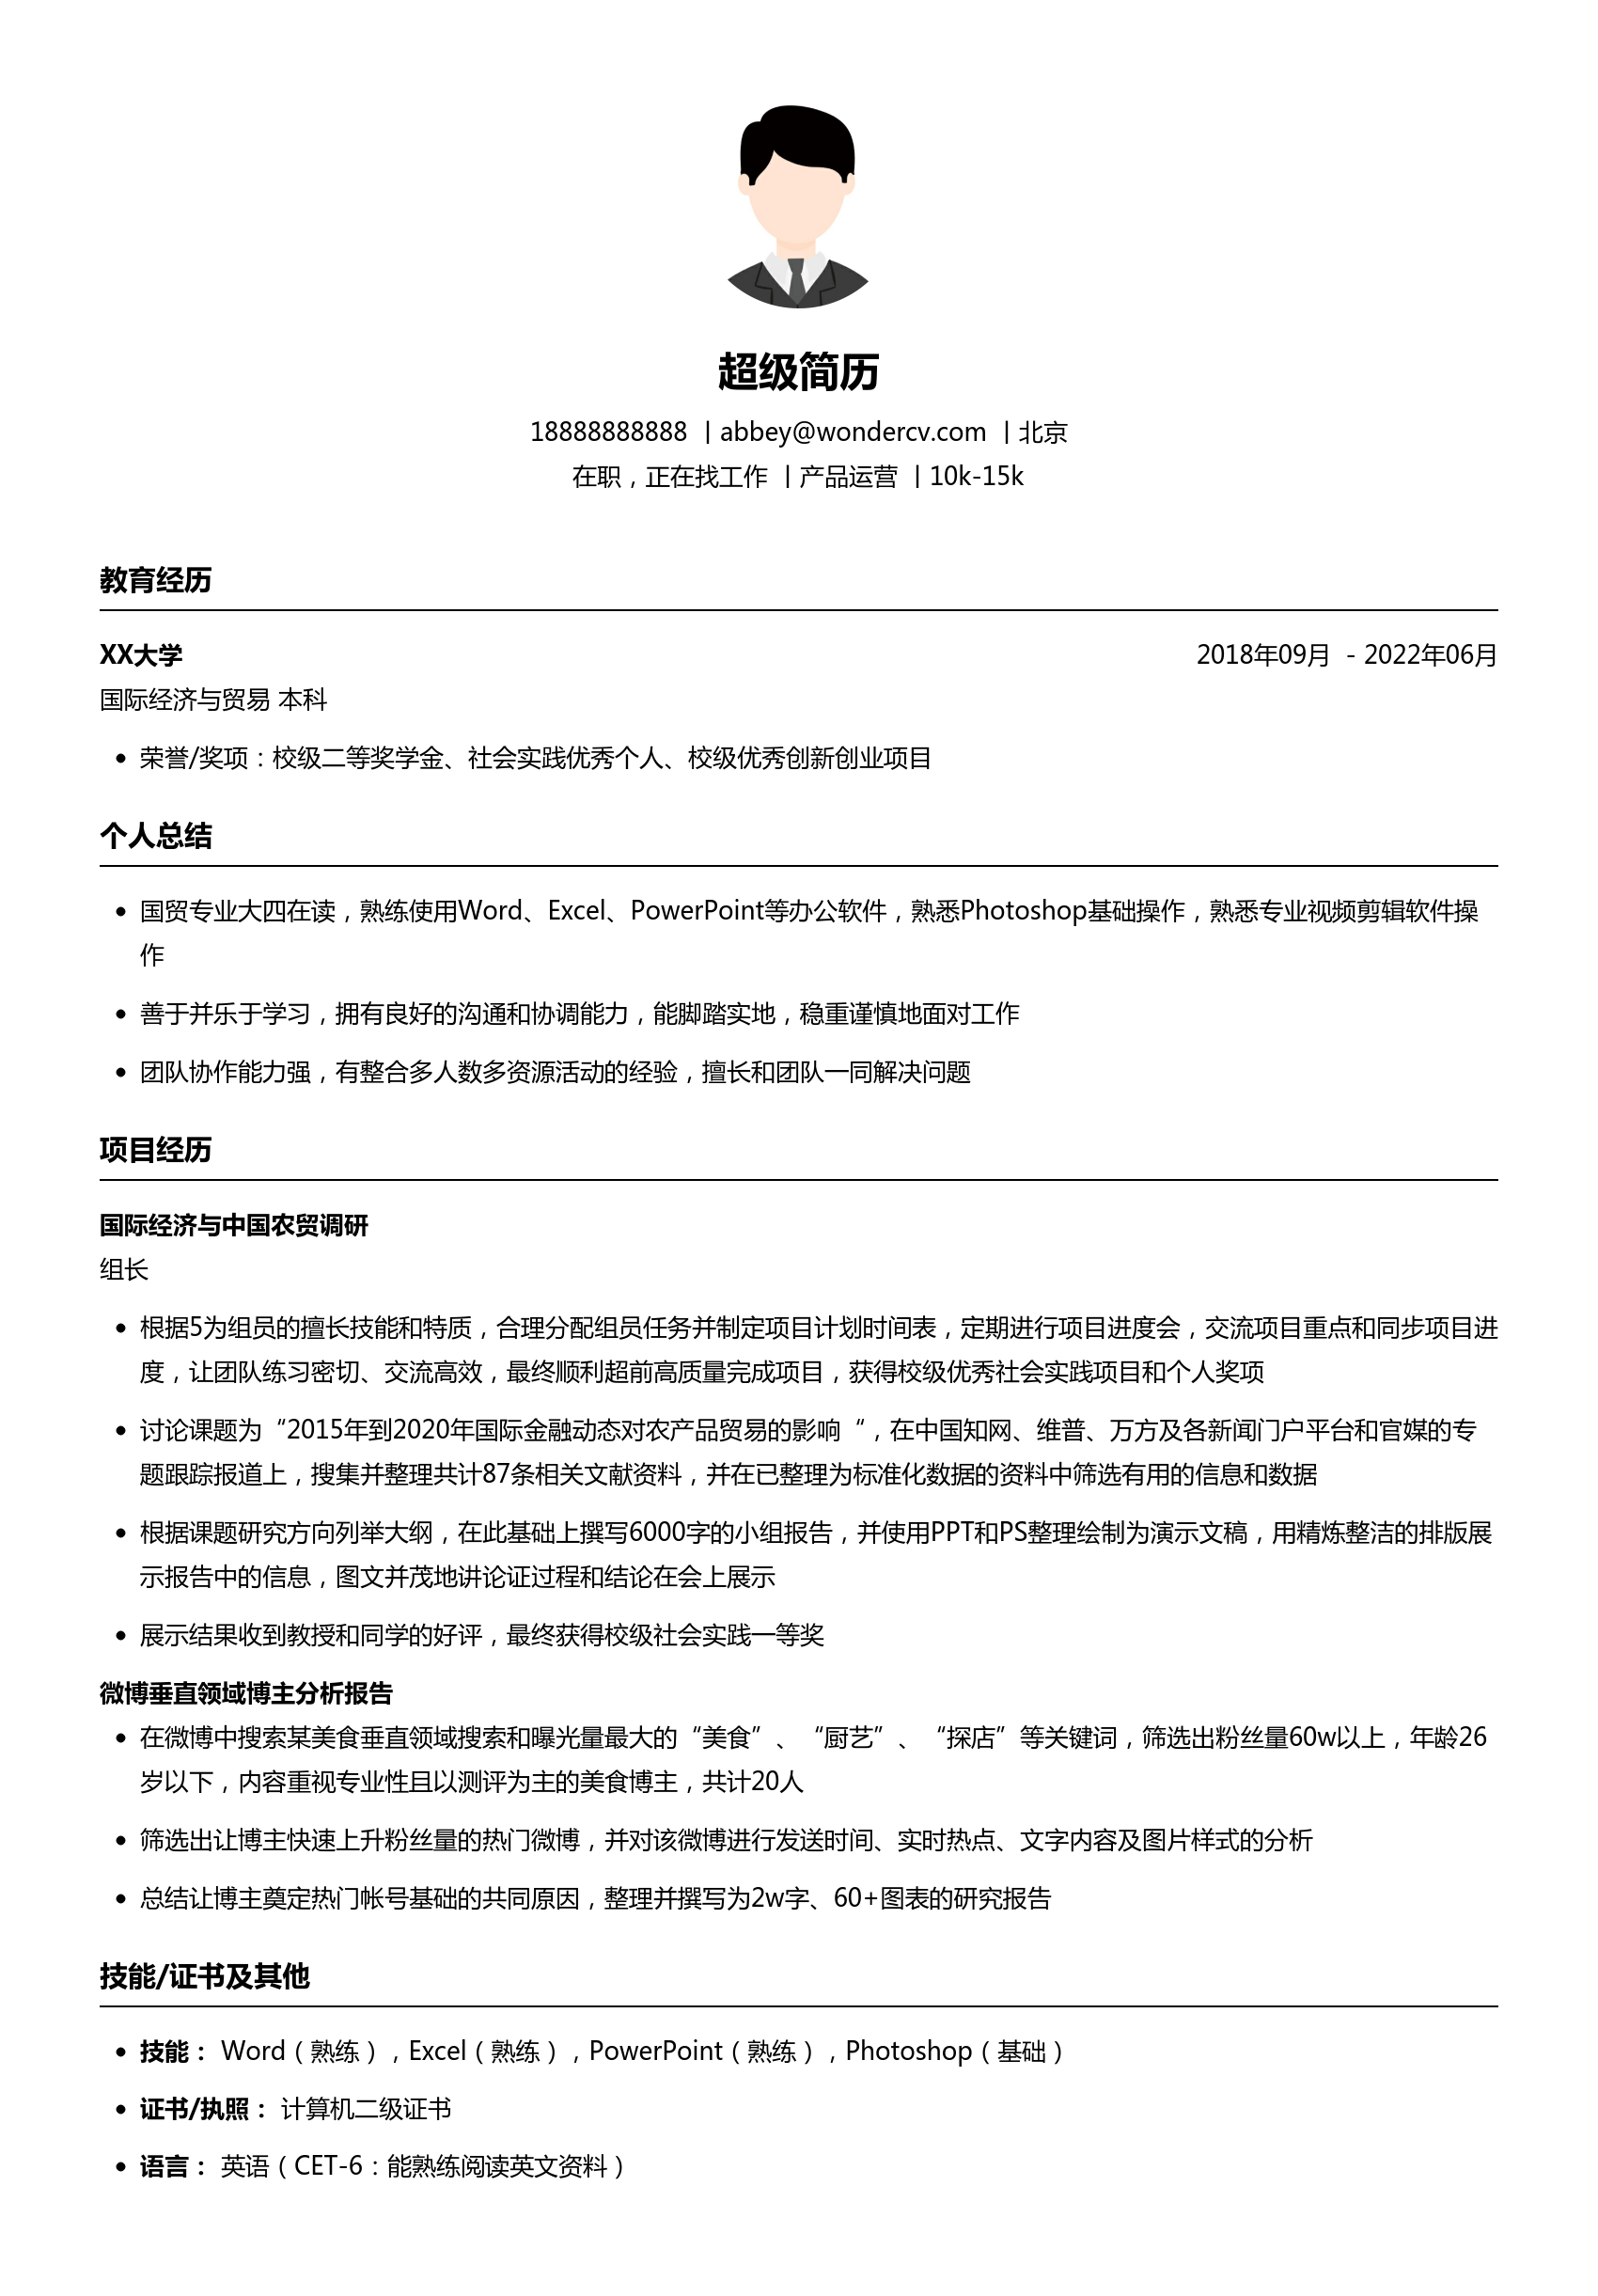 超级简历
18888888888 | abbey@wondercv.com | 北京
在职，正在找工作 | 产品运营 | 10k-15k
教育经历
XX大学 2018年09月 - 2022年06月
国际经济与贸易 本科
• 荣誉/奖项：校级二等奖学金、社会实践优秀个人、校级优秀创新创业项目
个人总结
• 国贸专业大四在读，熟练使用Word、Excel、PowerPoint等办公软件，熟悉Photoshop基础操作，熟悉专业视频剪辑软件操
作
• 善于并乐于学习，拥有良好的沟通和协调能力，能脚踏实地，稳重谨慎地面对工作
• 团队协作能力强，有整合多人数多资源活动的经验，擅长和团队一同解决问题
项目经历
国际经济与中国农贸调研
组长
• 根据5为组员的擅长技能和特质，合理分配组员任务并制定项目计划时间表，定期进行项目进度会，交流项目重点和同步项目进
度，让团队练习密切、交流高效，最终顺利超前高质量完成项目，获得校级优秀社会实践项目和个人奖项
• 讨论课题为“2015年到2020年国际金融动态对农产品贸易的影响“，在中国知网、维普、万方及各新闻门户平台和官媒的专
题跟踪报道上，搜集并整理共计87条相关文献资料，并在已整理为标准化数据的资料中筛选有用的信息和数据
• 根据课题研究方向列举大纲，在此基础上撰写6000字的小组报告，并使用PPT和PS整理绘制为演示文稿，用精炼整洁的排版展
示报告中的信息，图文并茂地讲论证过程和结论在会上展示
• 展示结果收到教授和同学的好评，最终获得校级社会实践一等奖
微博垂直领域博主分析报告
• 在微博中搜索某美食垂直领域搜索和曝光量最大的“美食”、“厨艺”、“探店”等关键词，筛选出粉丝量60w以上，年龄26
岁以下，内容重视专业性且以测评为主的美食博主，共计20人
• 筛选出让博主快速上升粉丝量的热门微博，并对该微博进行发送时间、实时热点、文字内容及图片样式的分析
• 总结让博主奠定热门帐号基础的共同原因，整理并撰写为2w字、60+图表的研究报告
技能/证书及其他
• 技能： Word（熟练），Excel（熟练），PowerPoint（熟练），Photoshop（基础）
• 证书/执照： 计算机二级证书
• 语言： 英语（CET-6：能熟练阅读英文资料）